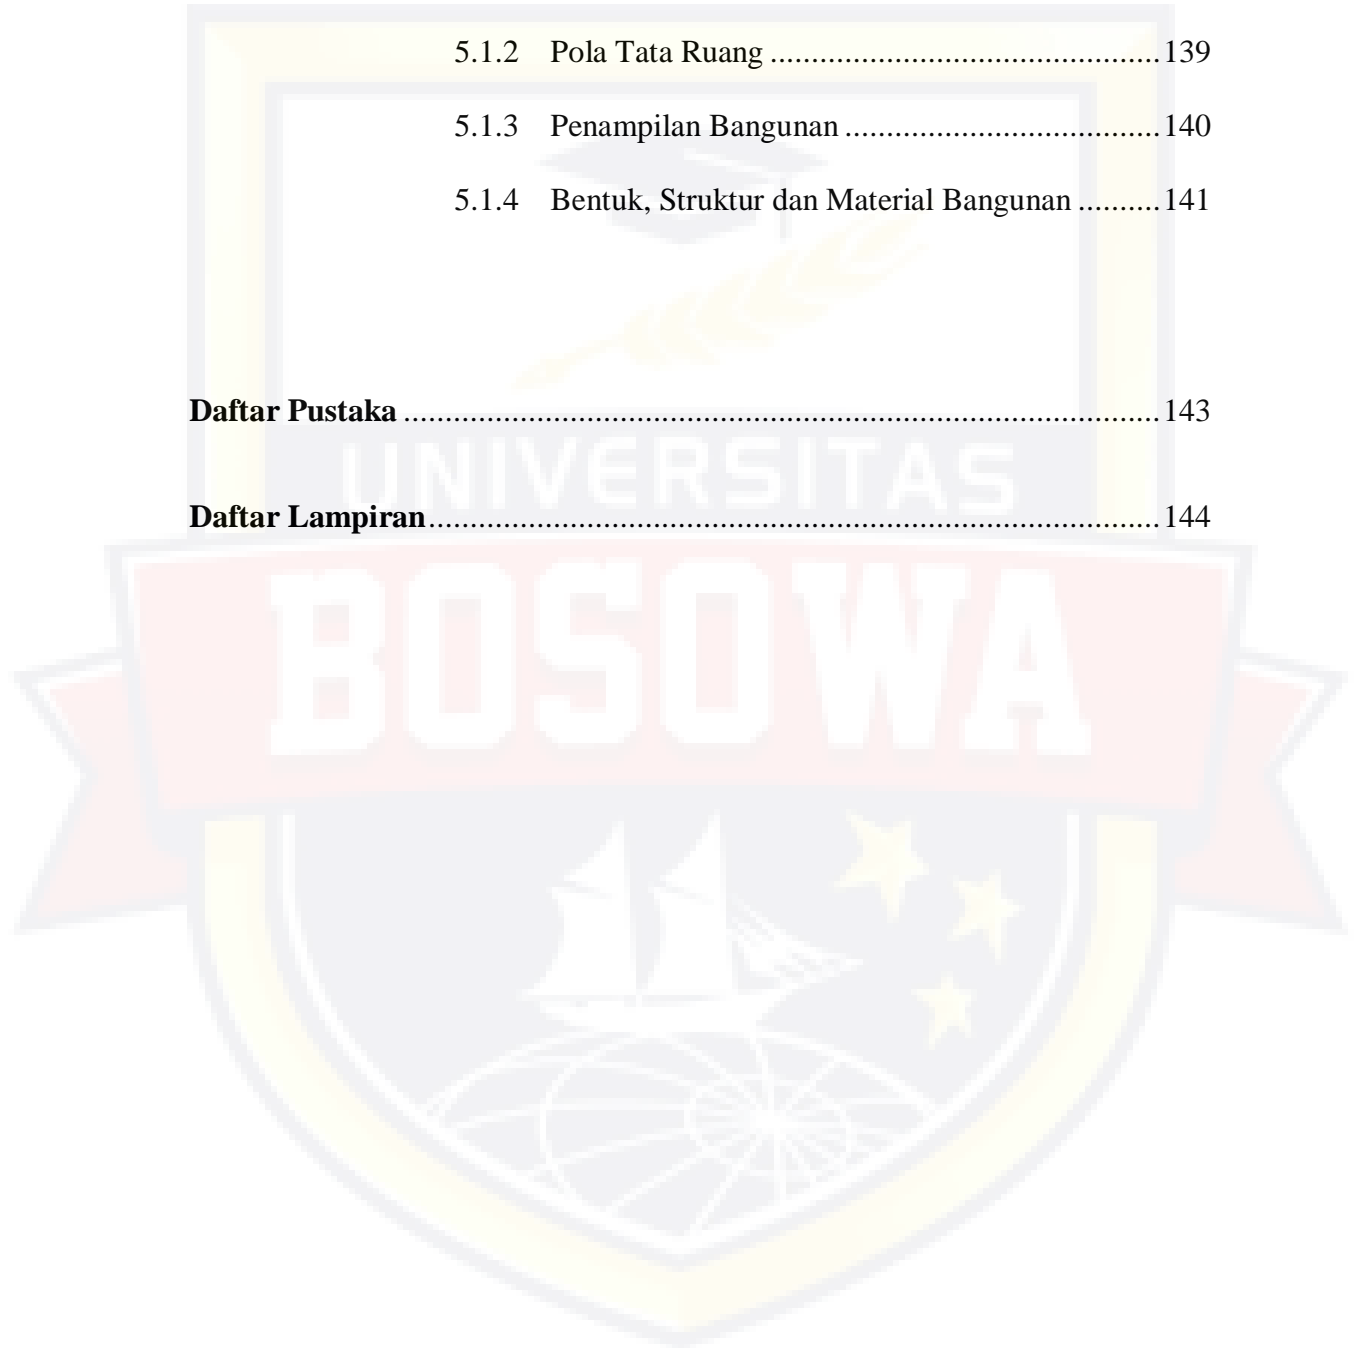 5.1.2 Pola Tata Ruang ..............................................139
5.1.3 Penampilan Bangunan .....................................140
5.1.4 Bentuk, Struktur dan Material Bangunan ..........141
Daftar Pustaka ..........................................................................................143
UNIVERSITAS
Daftar Lampiran.......................................................................................144
BOSOWA